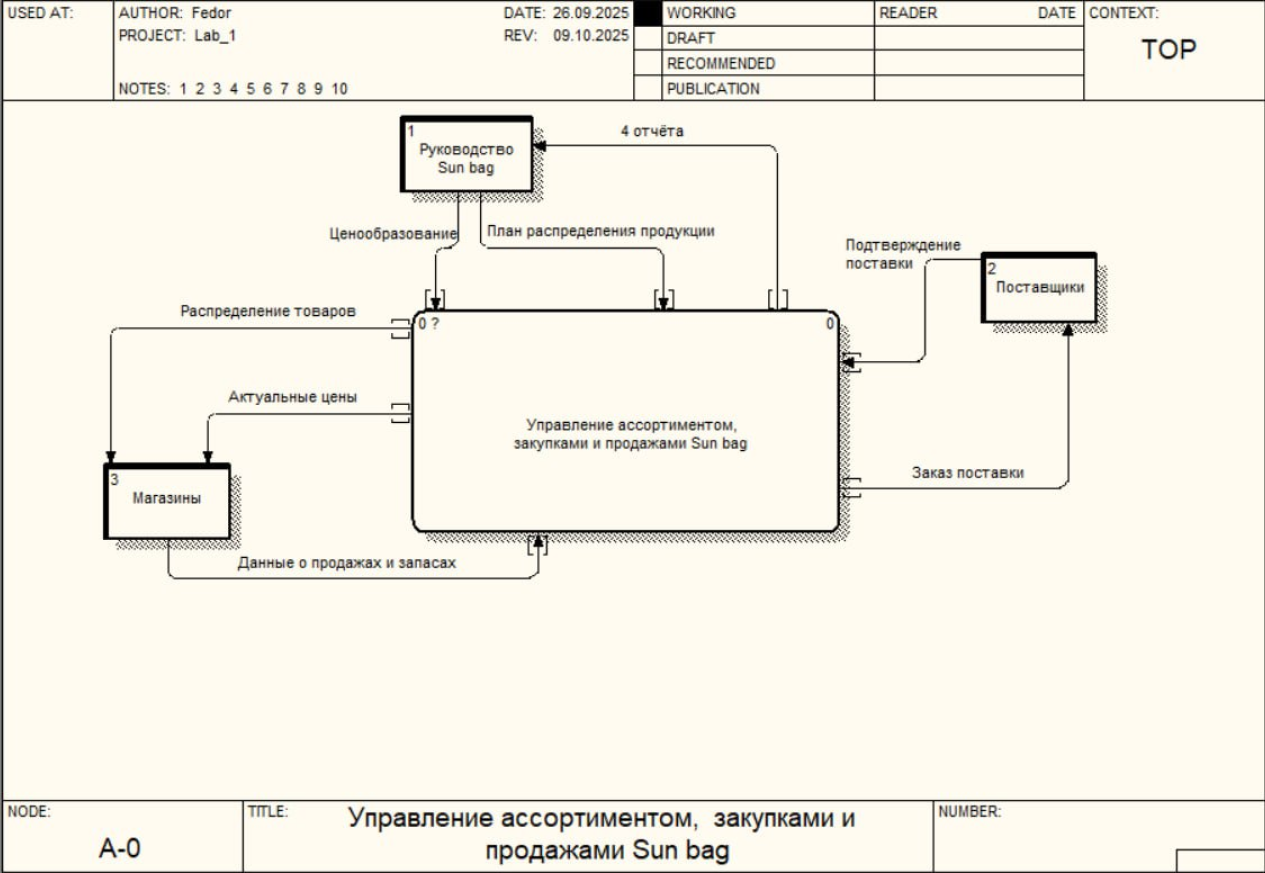 USED AT:
AUTHOR: Fedor
DATE: 26.09.2025
PROJECT: Lab_1
REV: 09.10.2025
NOTES: 1 2 3 4 5 6 7 8 9 10
WORKING
DRAFT
RECOMMENDED
PUBLICATION
READER
DATE
CONTEXT:
TOP
1
Руководство
Sun bag
4 отчёта
Ценообразование
План распределения продукции
Подтверждение
поставки
2
Поставщики
Распределение товаров
0 ?
0
Актуальные цены
Управление ассортиментом,
закупками и продажами Sun bag
3
Магазины
Заказ поставки
Данные о продажах и запасах
NODE:
A-0
TITLE:
Управление ассортиментом, закупками и
продажами Sun bag
NUMBER: